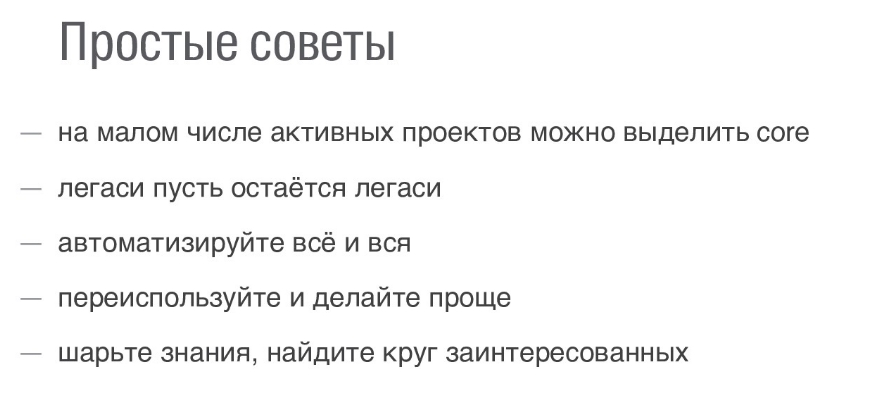 Простые советы
— на малом числе активных проектов можно выделить core
— легаси пусть остаётся легаси
— автоматизируйте всё и вся
— переиспользуйте и делайте проще
— шарьте знания, найдите круг заинтересованных